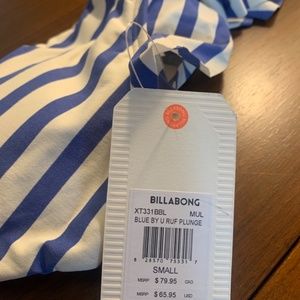 BILLABONG
XT331BBL MUL
BLUE BY U RUF PLUNGE
SMALL
MSRP $ 79.95 CAD
MSRP $ 65.95